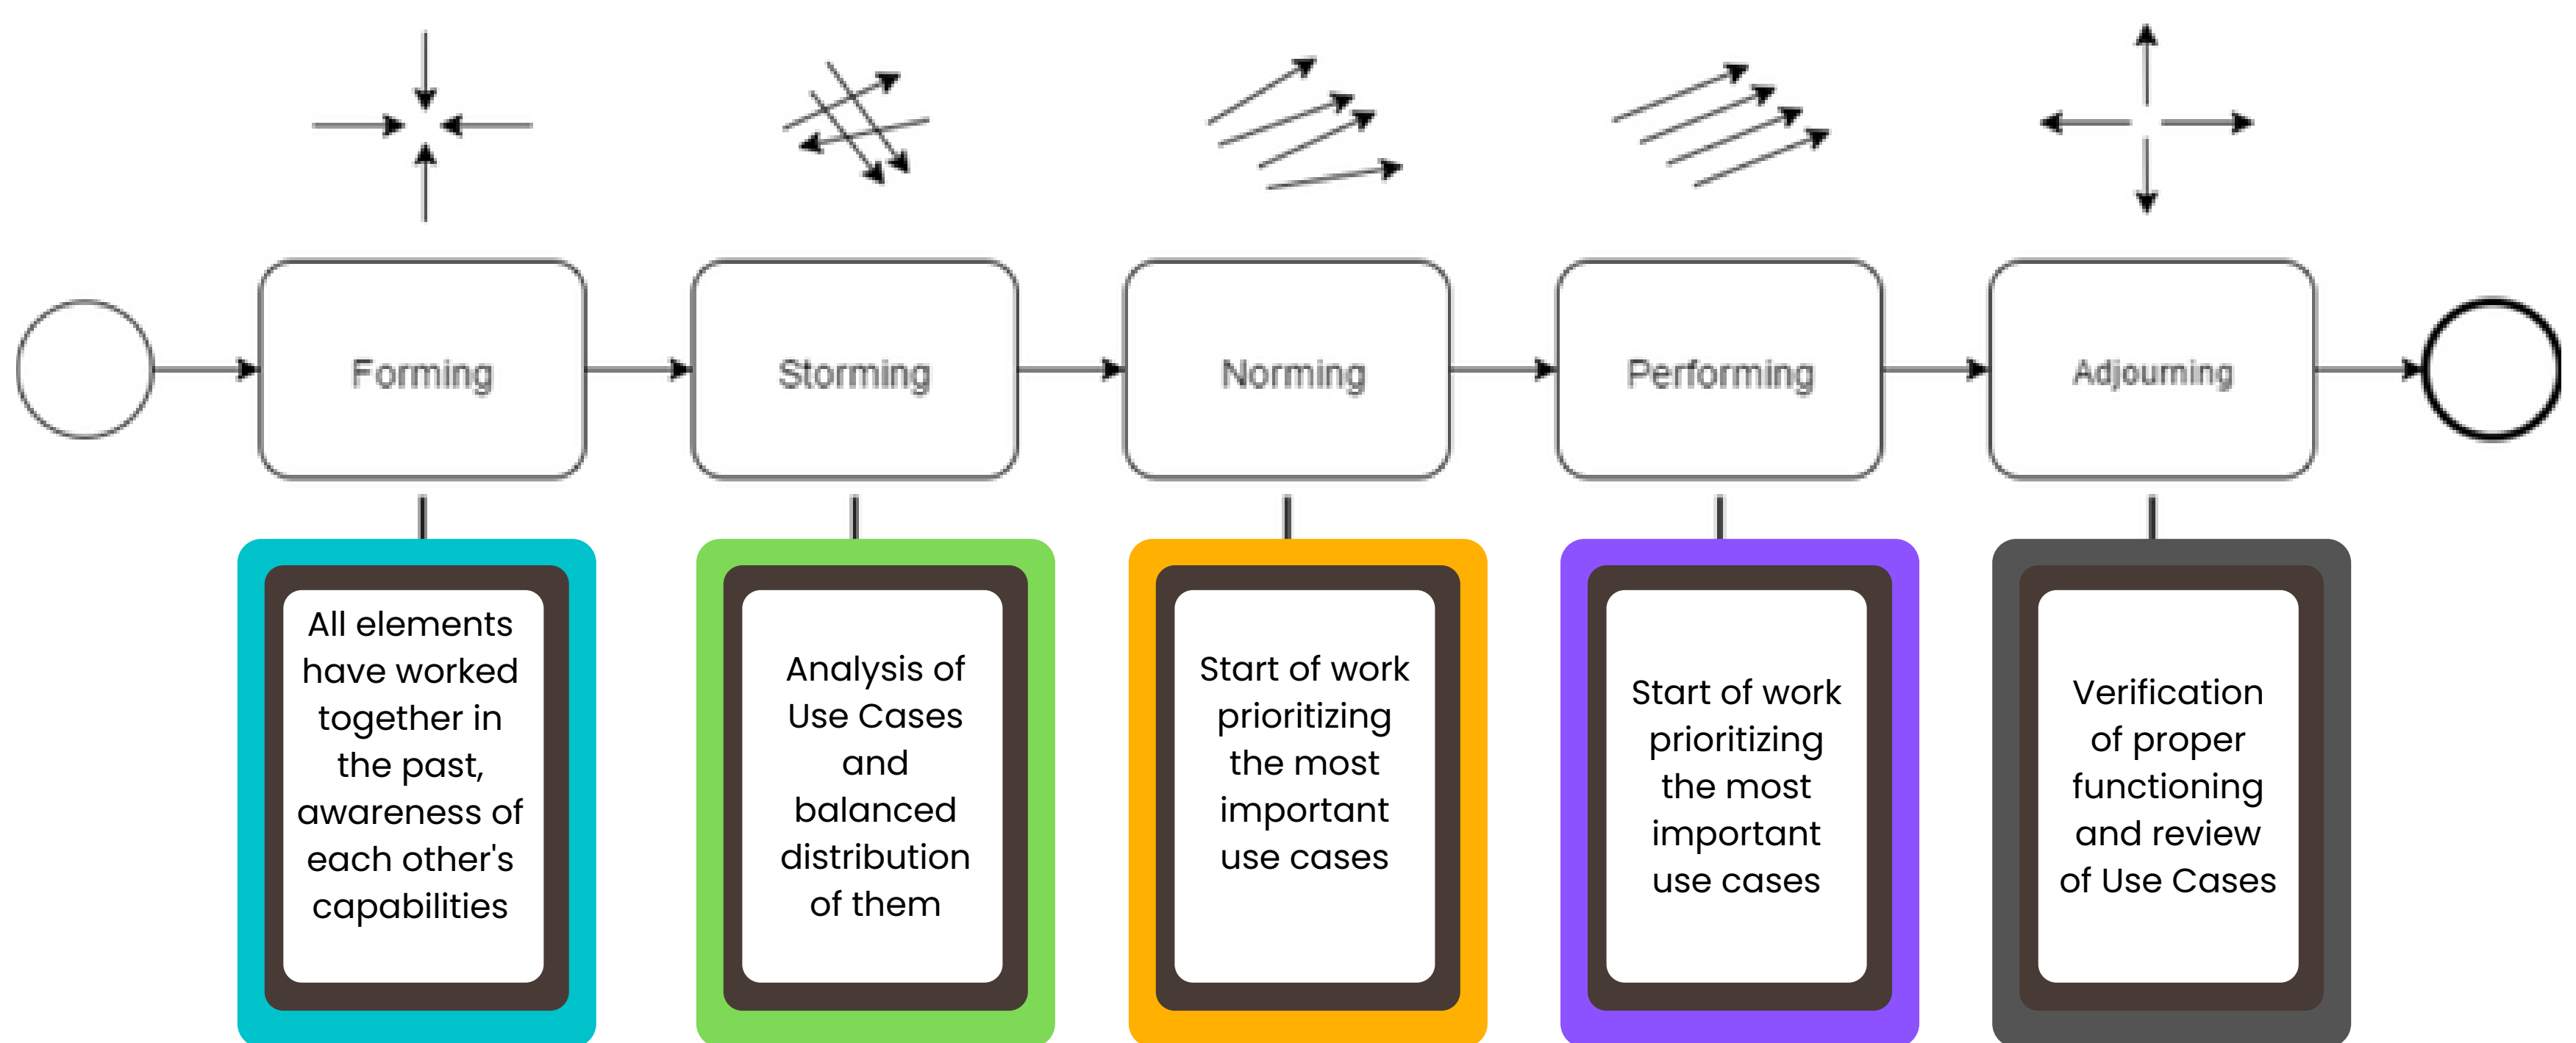 Forming
Storming
Norming
Performing
Adjourning
All elements
have worked
together in
the past,
awareness of
each other's
capabilities
Analysis of
Use Cases
and
balanced
distribution
of them
Start of work
prioritizing
the most
important
use cases
Start of work
prioritizing
the most
important
use cases
Verification
of proper
functioning
and review
of Use Cases